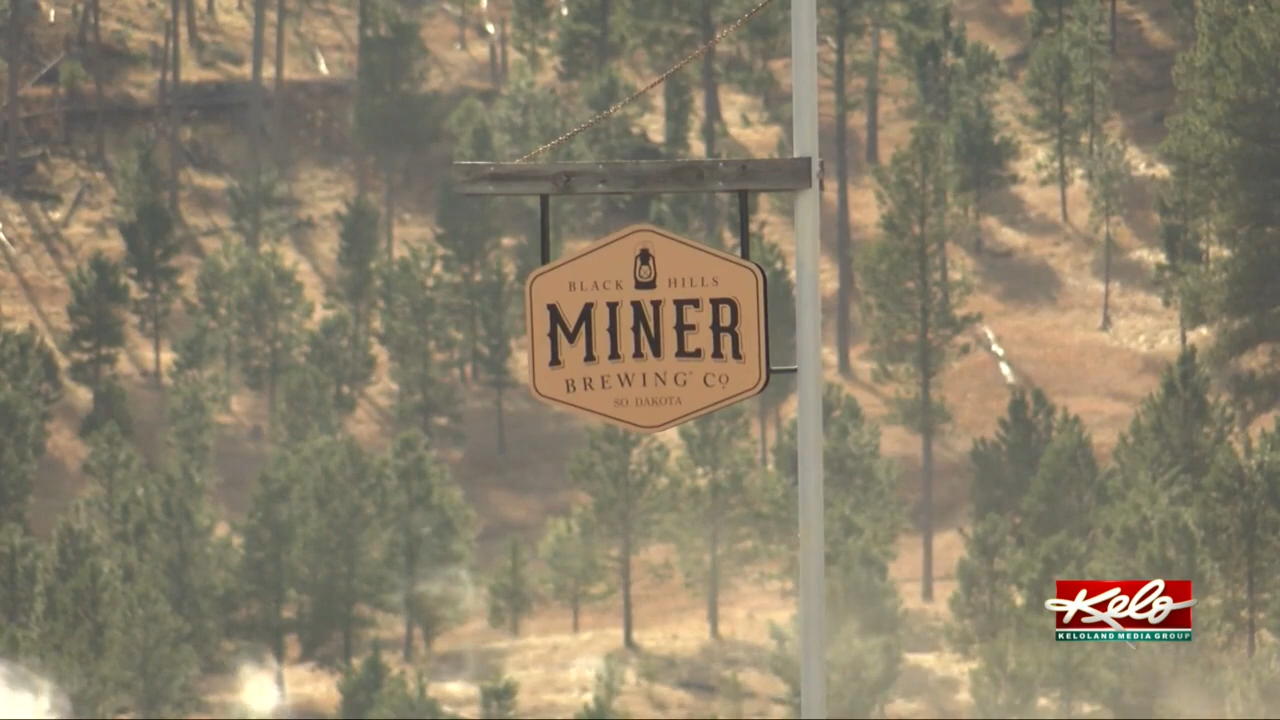 BLACK HILLS
MINER
BREWING CO
SO. DAKOTA
Kelo
KELOLAND MEDIA GROUP